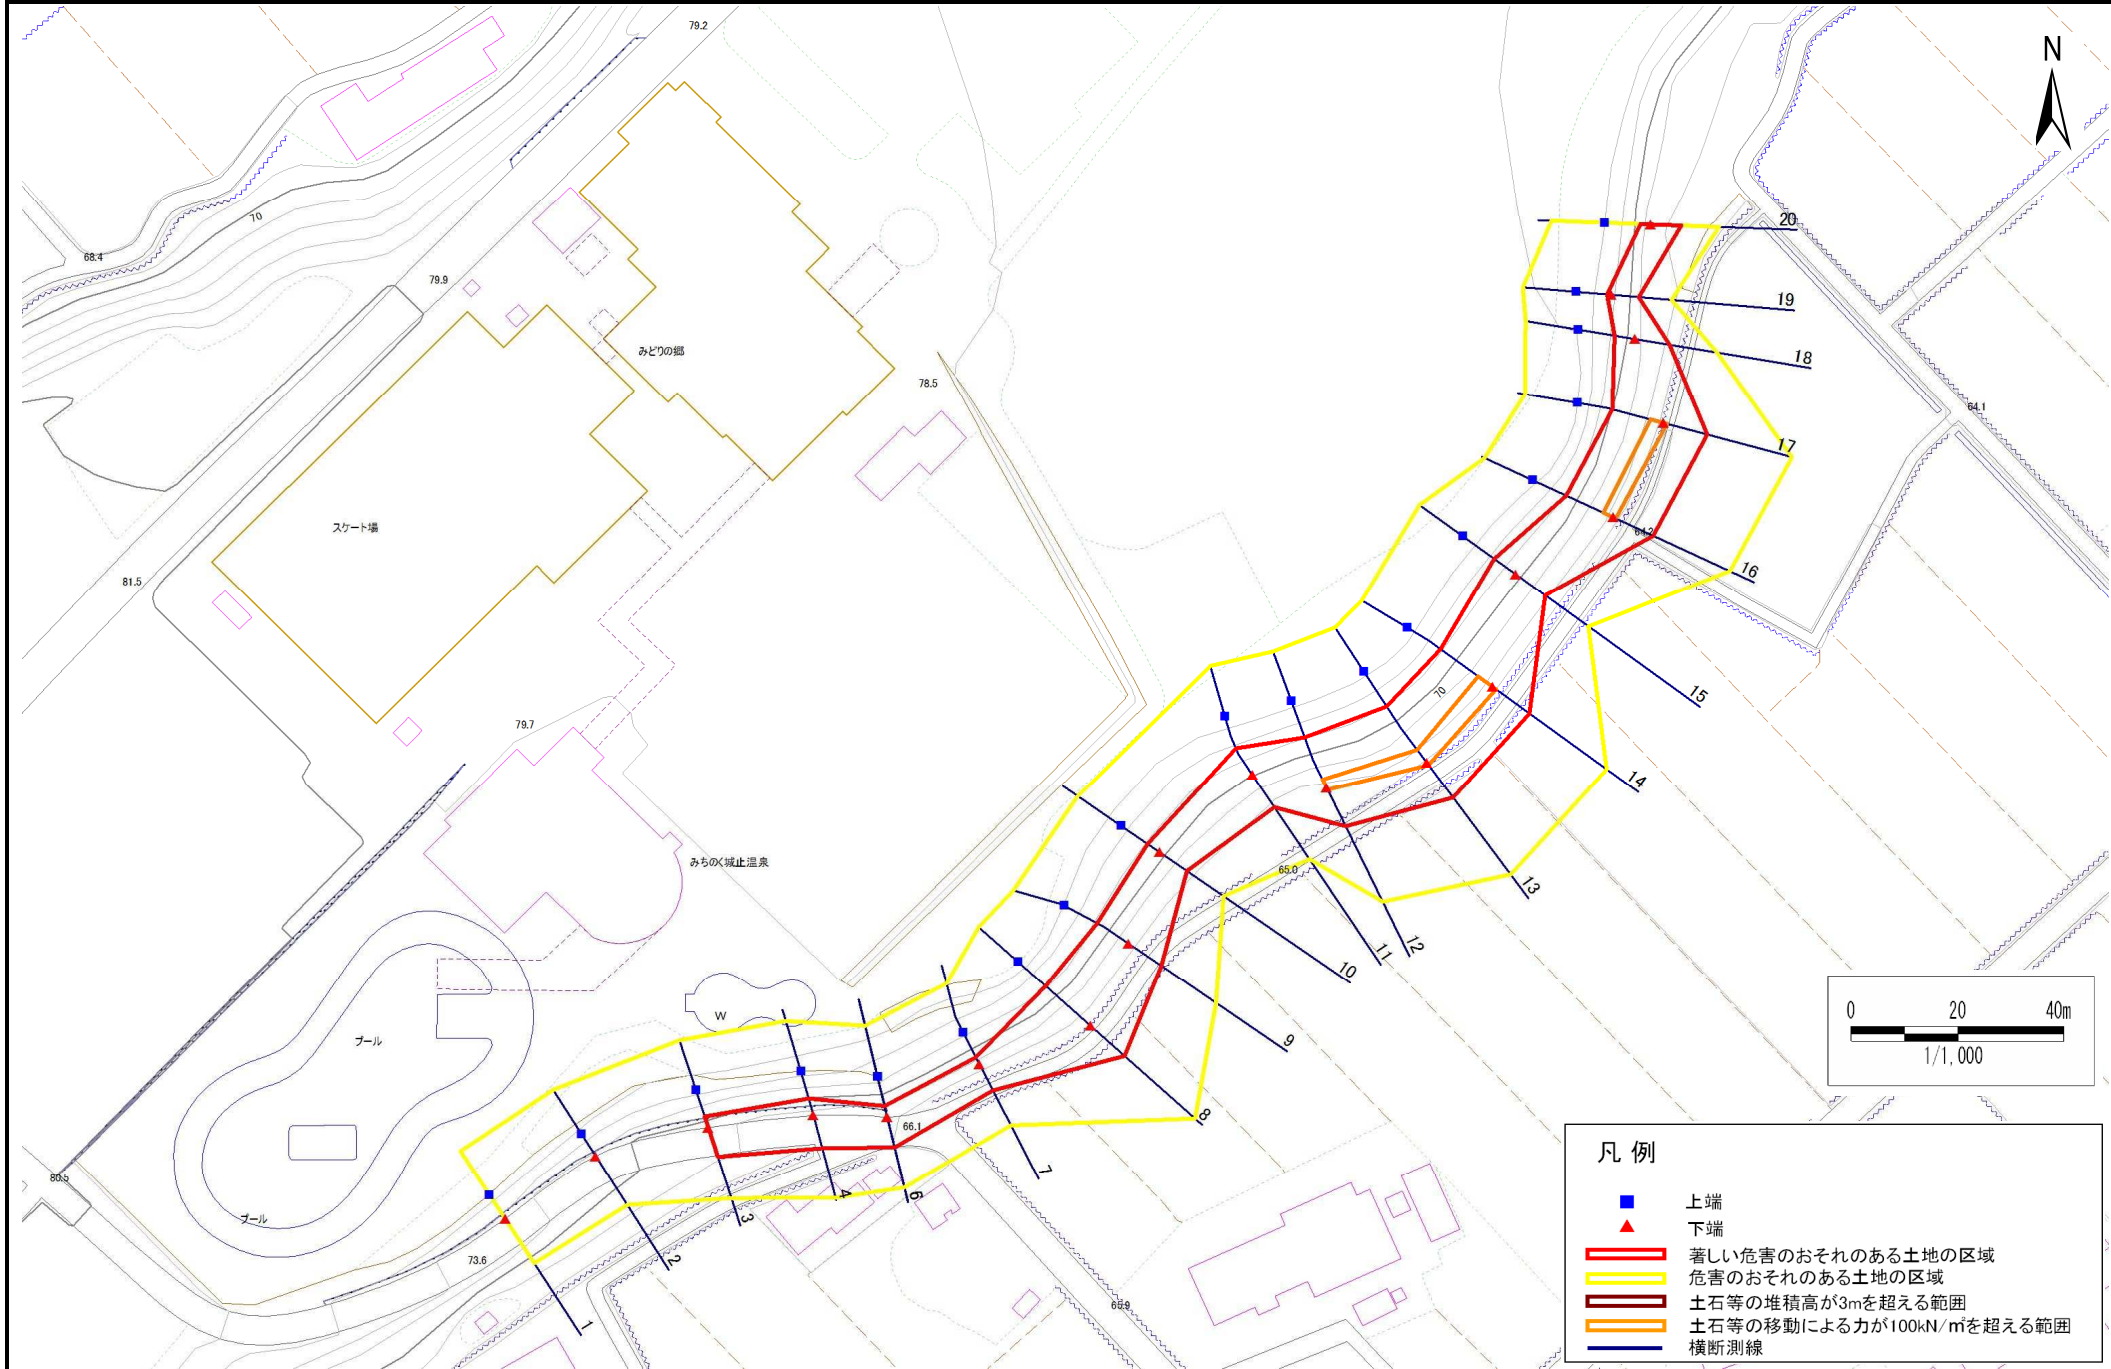 79.2
N
70
68.4
79.9
みどりの郷
78.5
20
19
18
64.1
17
スケート場
64.2
81.5
16
15
70
79.7
14
みちのく城止温泉
65.0
13
12
11
10
W
プール
9
0 20 40m
1/1,000
8
66.1
7
80.5
プール
6
4
3
73.6
2
65.9
1
凡例
上端
下端
著しい危害のおそれのある土地の区域
危害のおそれのある土地の区域
土石等の堆積高が3mを超える範囲
土石等の移動による力が100kN/㎡を超える範囲
横断測線